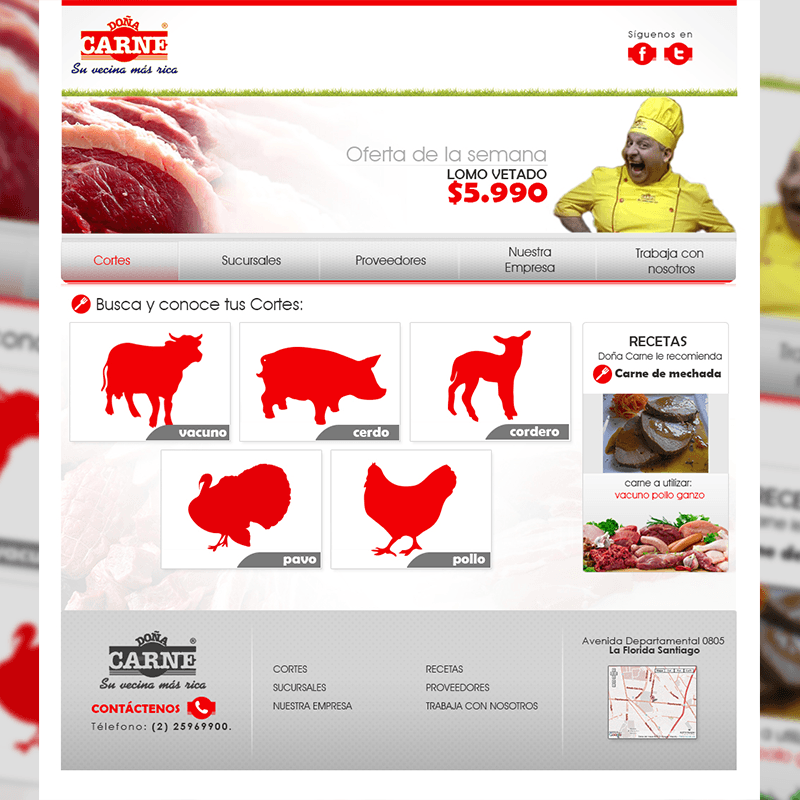 DOÑA
CARNE®
Su vecina más rica
Síguenos en
Oferta de la semana
LOMO VETADO
$5.990
Cortes
Sucursales
Proveedores
Nuestra
Empresa
Trabaja con
nosotros
Busca y conoce tus Cortes:
vacuno
cerdo
cordero
pavo
pollo
RECETAS
Doña Carne le recomienda
Carne de mechada
carne a utilizar:
vacuno pollo ganzo
DOÑA
CARNE®
Su vecina más rica
CONTÁCTENOS
Télefono: (2) 25969900.
CORTES
SUCURSALES
NUESTRA EMPRESA
RECETAS
PROVEEDORES
TRABAJA CON NOSOTROS
Avenida Departamental 0805
La Florida Santiago